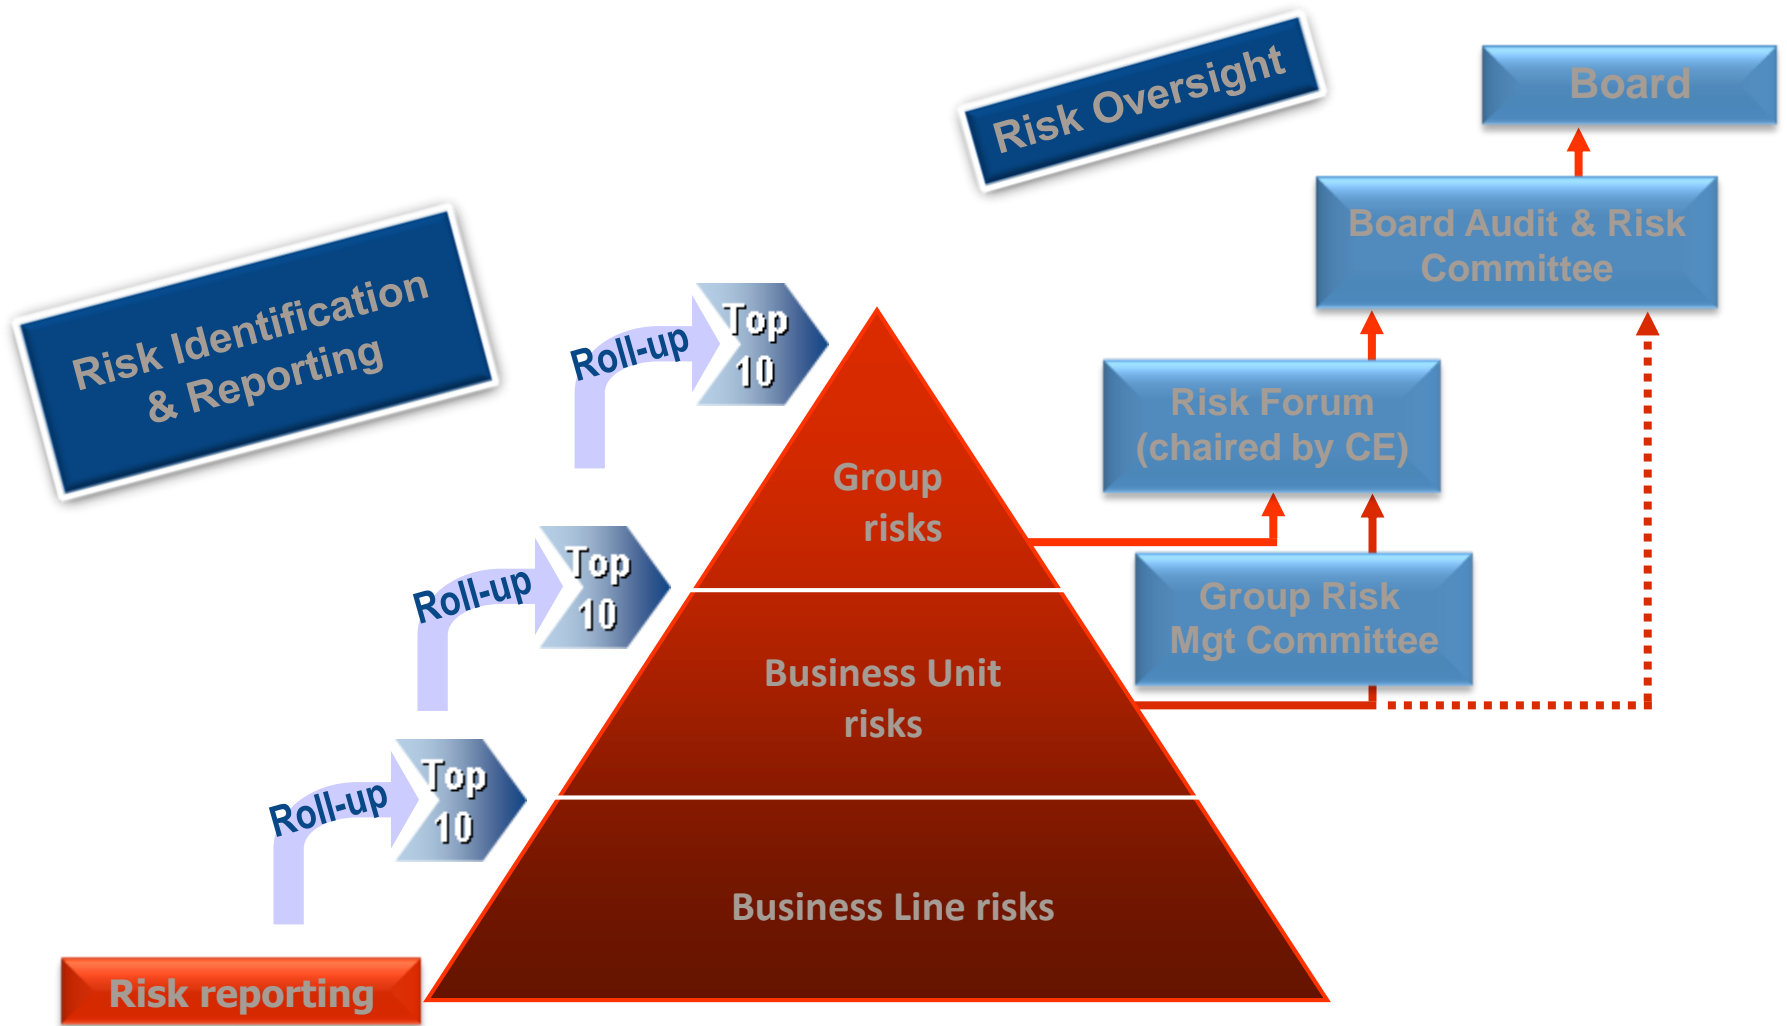 Risk Oversight
Board
Board Audit & Risk
Committee
Risk Identification
& Reporting
Roll-up
Top
10
Risk Forum
(chaired by CE)
Group
risks
Roll-up
Top
10
Group Risk
Mgt Committee
Business Unit
risks
Roll-up
Top
10
Business Line risks
Risk reporting